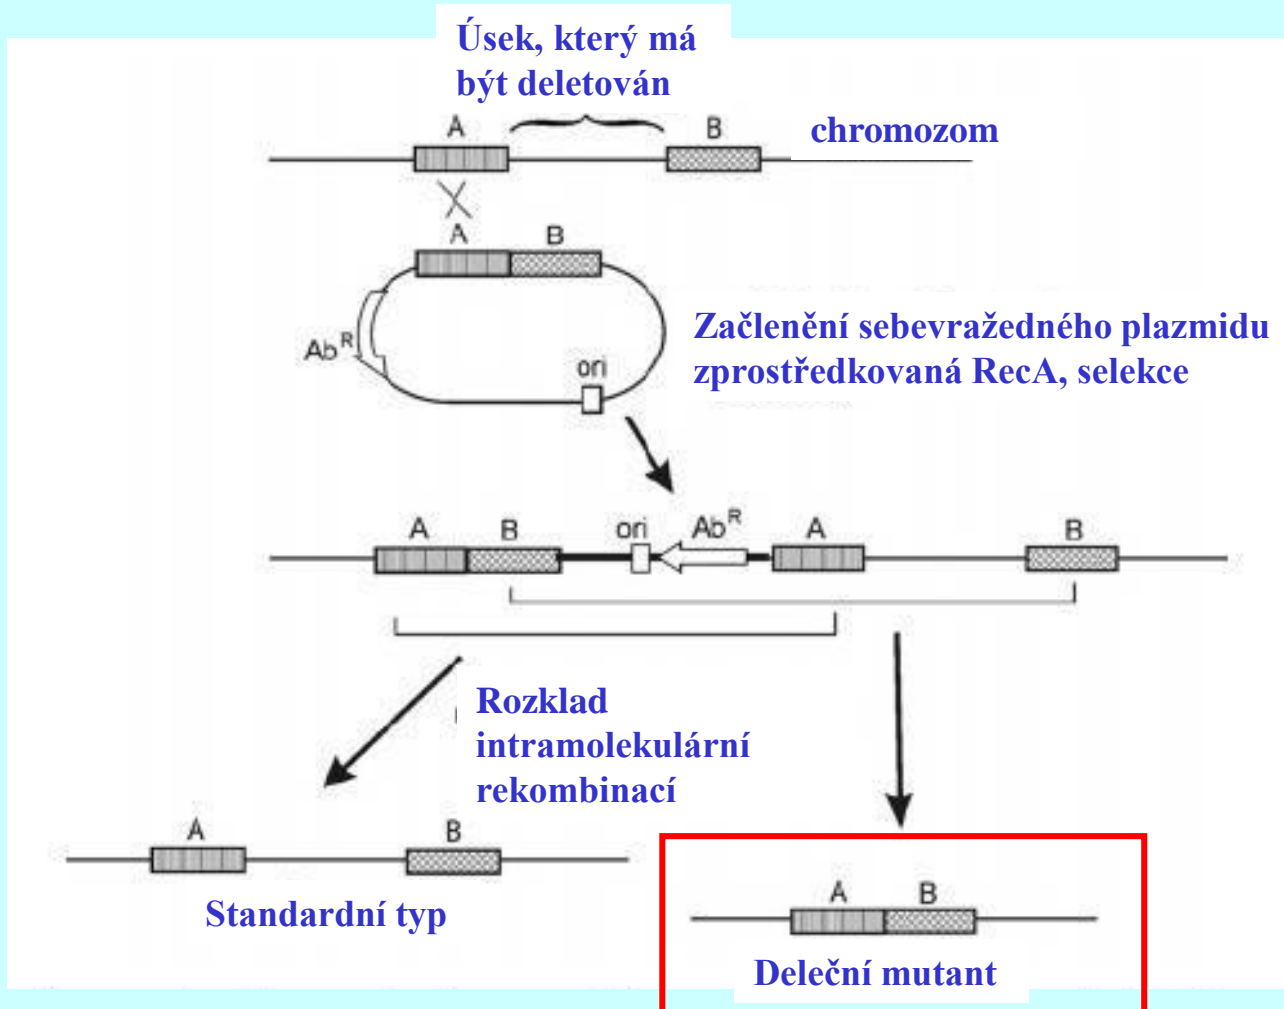 Úsek, který má
být deletován
A
B
chromozom
A
B
Ab^R
ori
Začlenění sebevražedného plazmidu
zprostředkovaná RecA, selekce
A
B
ori
Ab^R
A
B
Rozklad
intramolekulární
rekombinací
A
B
Standardní typ
A
B
Deleční mutant